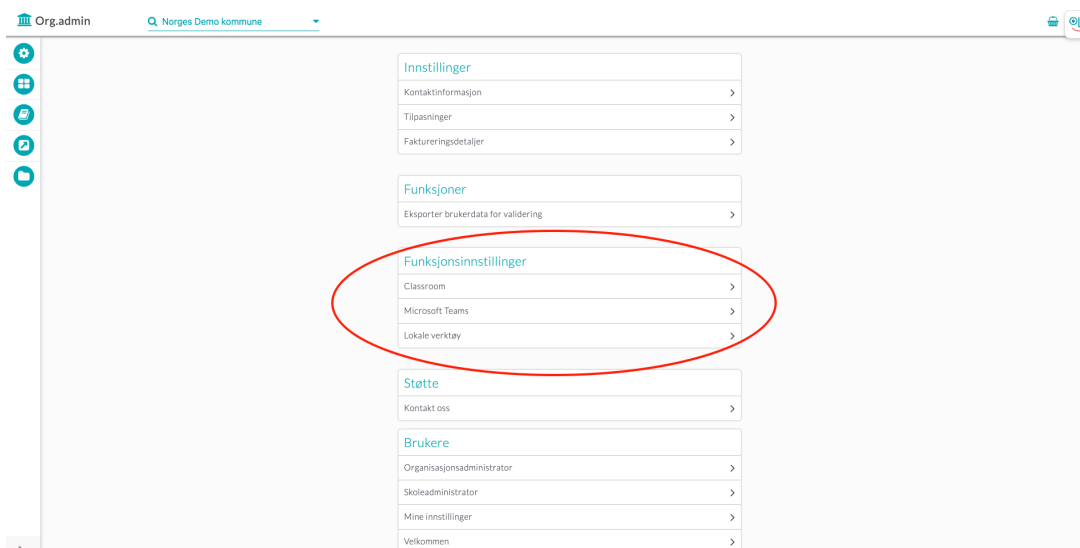 Org.admin
Norges Demo kommune
Innstillinger
Kontaktinformasjon
Tilpasninger
Faktureringsdetaljer
Funksjoner
Eksporter brukerdata for validering
Funksjonsinnstillinger
Classroom
Microsoft Teams
Lokale verktøy
Støtte
Kontakt oss
Brukere
Organisasjonsadministrator
Skoleadministrator
Mine innstillinger
Velkommen